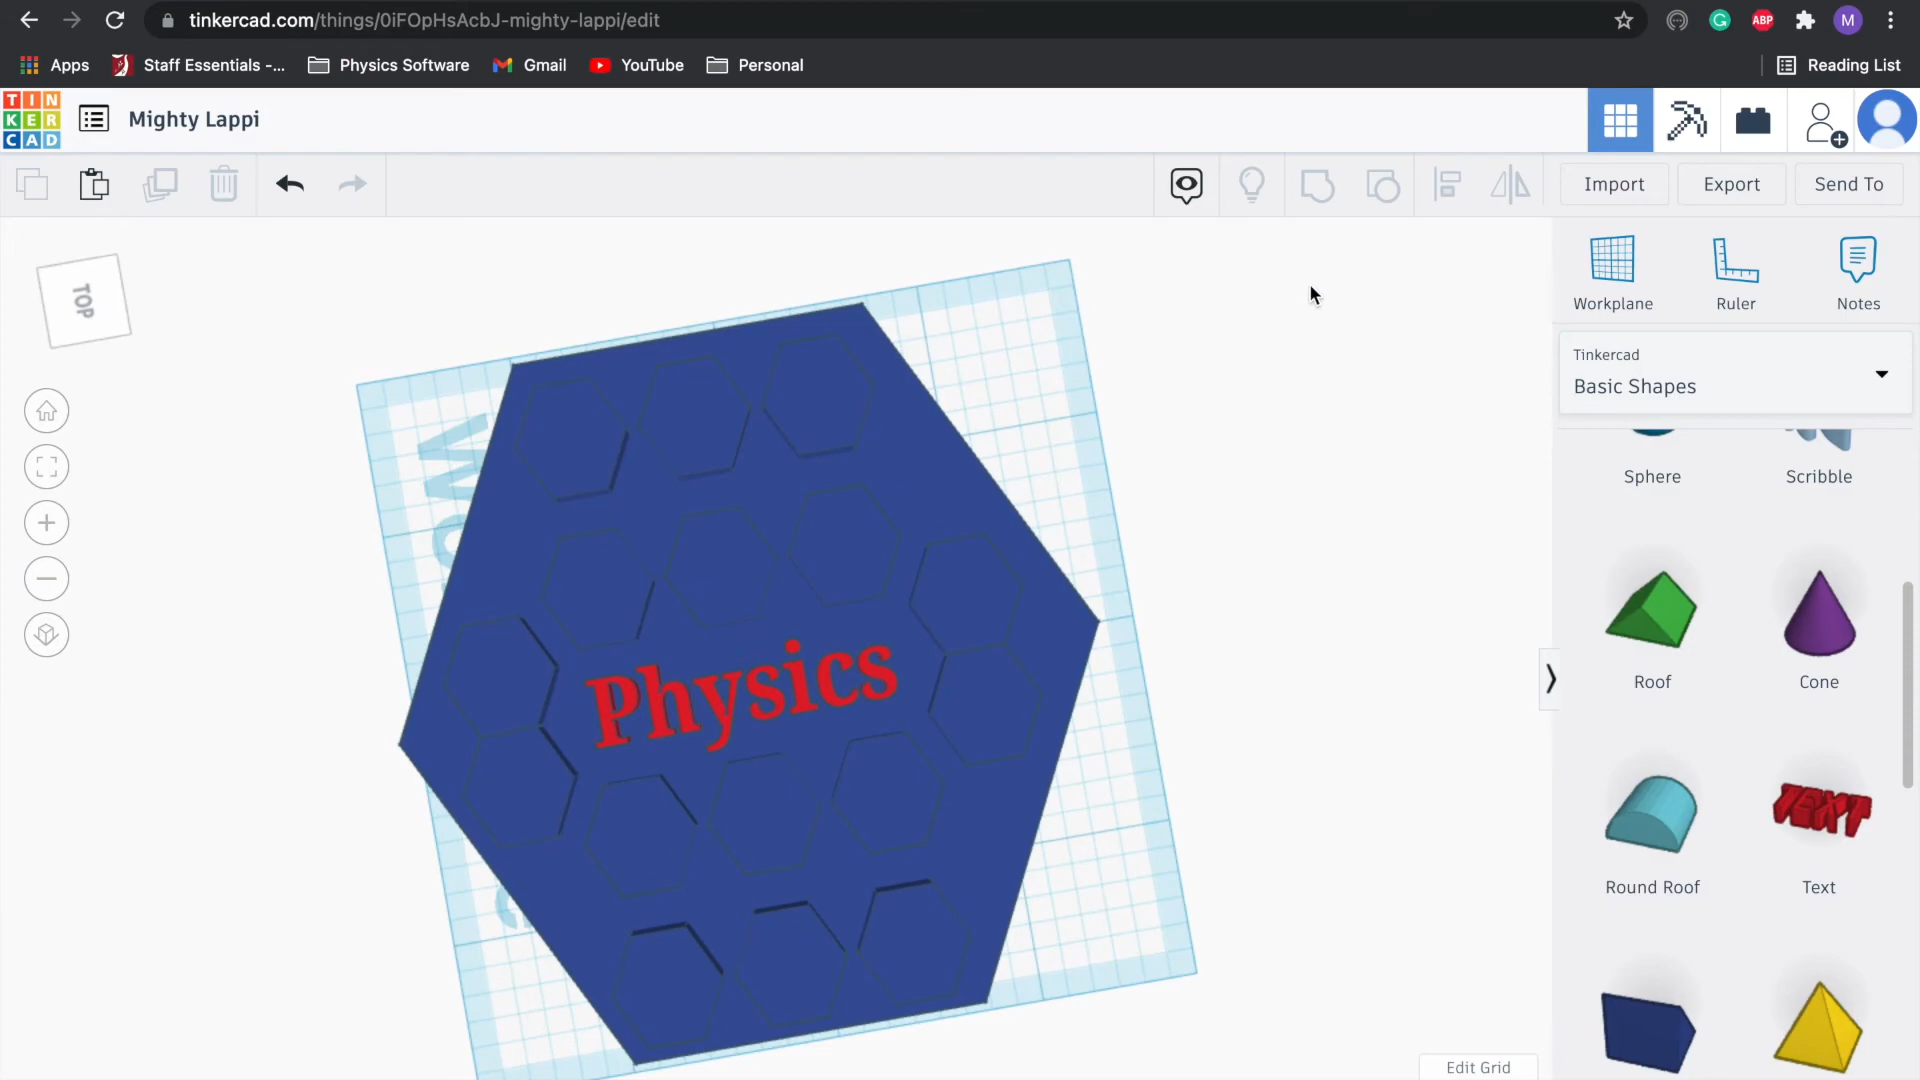 tinkercad.com/things/0iFOpHsAcbJ-mighty-lappi/edit
ABP
M
Apps
Staff Essentials -...
Physics Software
Gmail
YouTube
Personal
Reading List
TIN
KER
CAD
Mighty Lappi
Import
Export
Send To
TOP
Workplane
Ruler
Notes
Tinkercad
Basic Shapes
Sphere
Scribble
Roof
Cone
Physics
TEXT
Round Roof
Text
Edit Grid